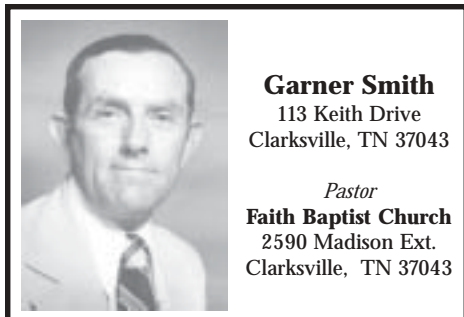 Garner Smith
113 Keith Drive
Clarksville, TN 37043
Pastor
Faith Baptist Church
2590 Madison Ext.
Clarksville, TN 37043